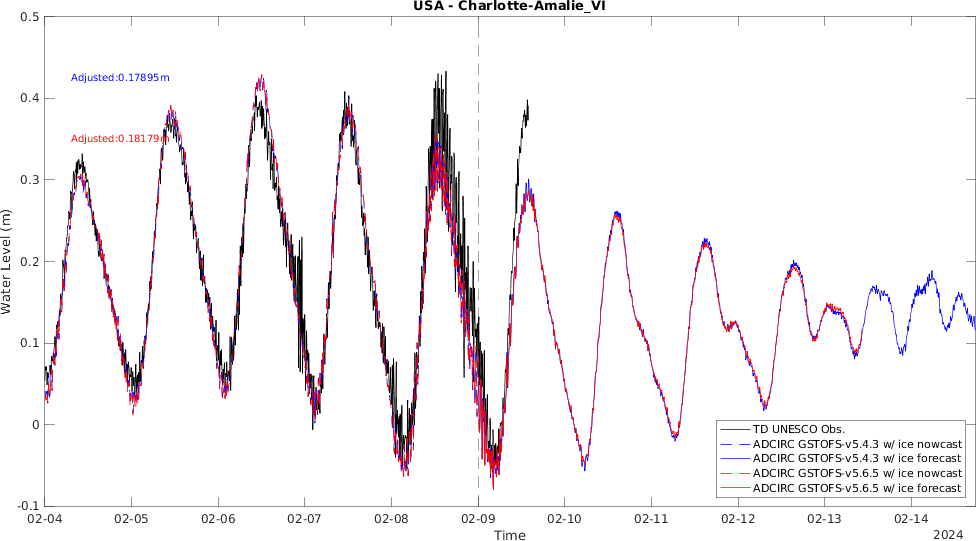 USA - Charlotte-Amalie_VI
0.5
0.4
0.3
0.2
0.1
0
-0.1
Water Level (m)
Adjusted:0.17895m
Adjusted:0.18179m
TD UNESCO Obs.
ADCIRC GSTOFS-v5.4.3 w/ ice nowcast
ADCIRC GSTOFS-v5.4.3 w/ ice forecast
ADCIRC GSTOFS-v5.6.5 w/ ice nowcast
ADCIRC GSTOFS-v5.6.5 w/ ice forecast
02-04 02-05 02-06 02-07 02-08 02-09 02-10 02-11 02-12 02-13 02-14
Time
2024